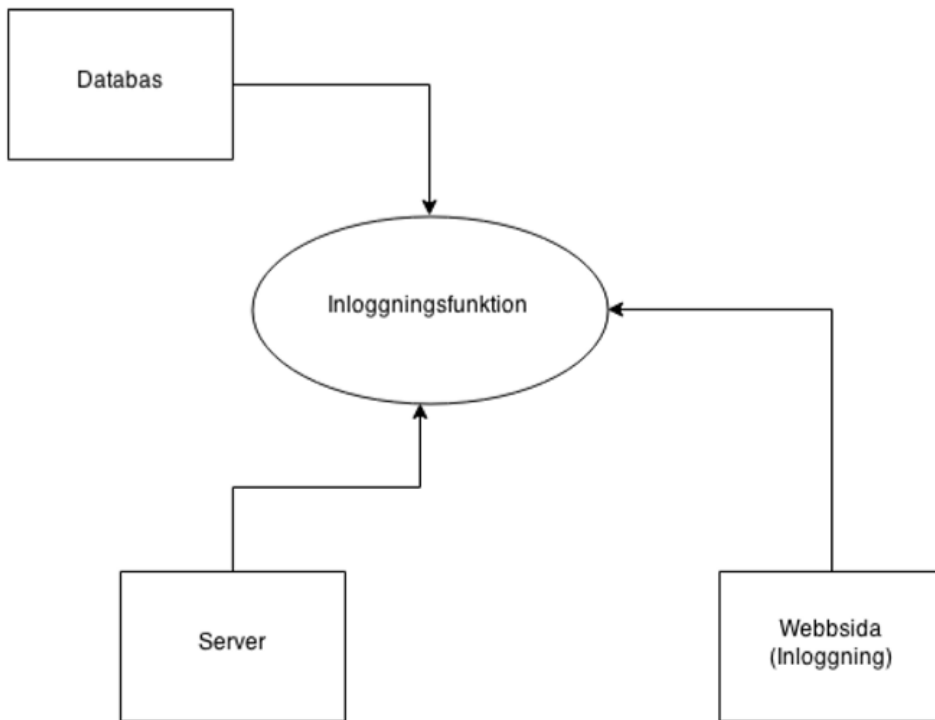 Databas
Inloggningsfunktion
Server
Webbsida
(Inloggning)